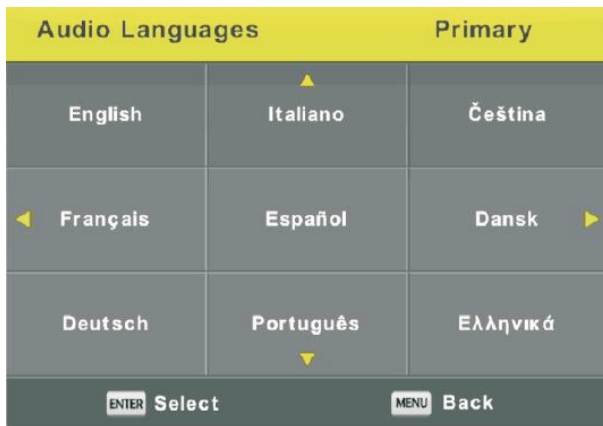 Audio Languages Primary
English Italiano Čeština
Français Español Dansk
Deutsch Português Ελληνικά
ENTER Select MENU Back